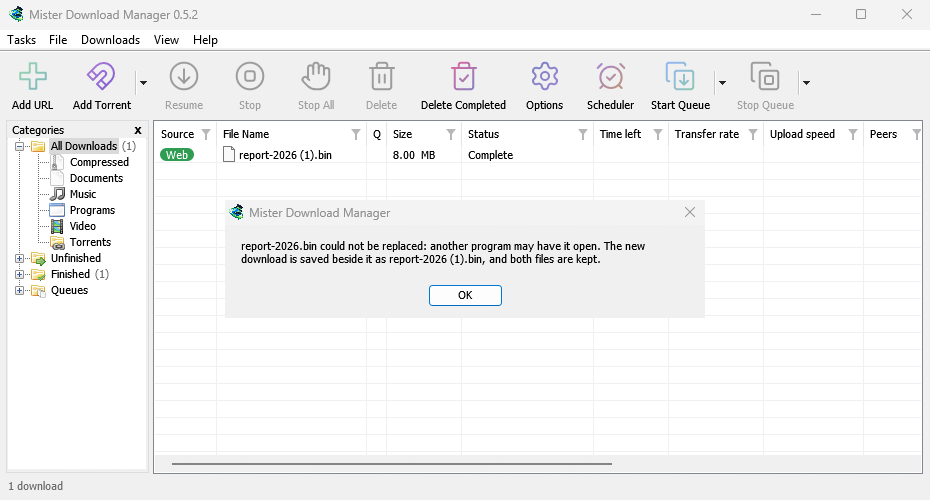 Mister Download Manager 0.5.2
Tasks File Downloads View Help
Add URL Add Torrent Resume Stop Stop All Delete Delete Completed Options Scheduler Start Queue Stop Queue
Categories x
Source File Name Q Size Status Time left Transfer rate Upload speed Peers
All Downloads (1)
Web report-2026 (1).bin 8.00 MB Complete
Compressed
Documents
Music
Programs
Video
Torrents
Unfinished
Finished (1)
Queues
Mister Download Manager
report-2026.bin could not be replaced: another program may have it open. The new
download is saved beside it as report-2026 (1).bin, and both files are kept.
OK
1 download